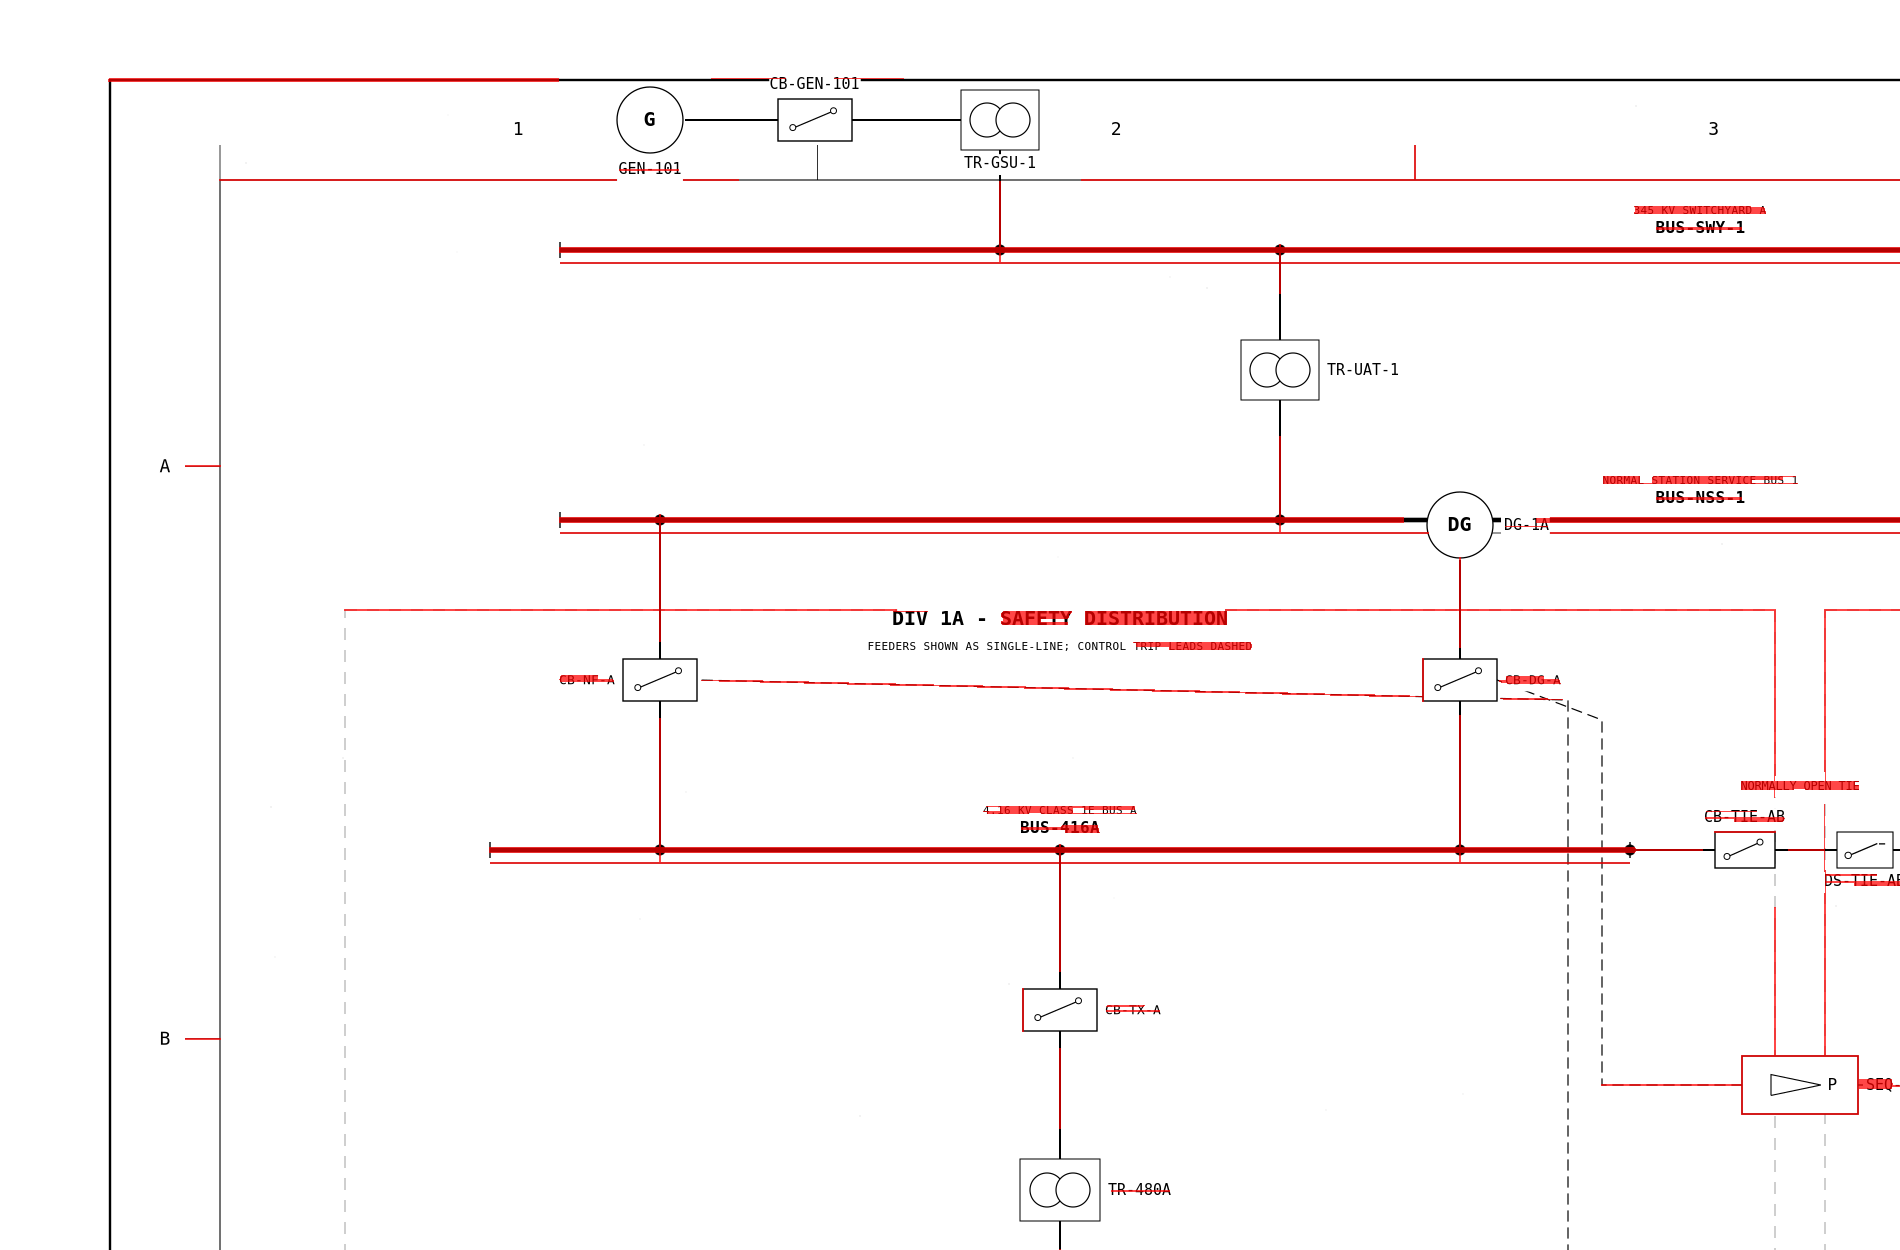 CB-GEN-101
1
G
2
3
GEN-101
TR-GSU-1
345 KV SWITCHYARD A
BUS-SWY-1
TR-UAT-1
A
NORMAL STATION SERVICE BUS 1
BUS-NSS-1
DG
DG-1A
DIV 1A - SAFETY DISTRIBUTION
FEEDERS SHOWN AS SINGLE-LINE; CONTROL TRIP LEADS DASHED
CB-NF-A
CB-DG-A
NORMALLY OPEN TIE
4.16 KV CLASS 1E BUS A
CB-TIE-AB
BUS-416A
DS-TIE-AB
CB-TX-A
B
P
SEQ-
TR-480A